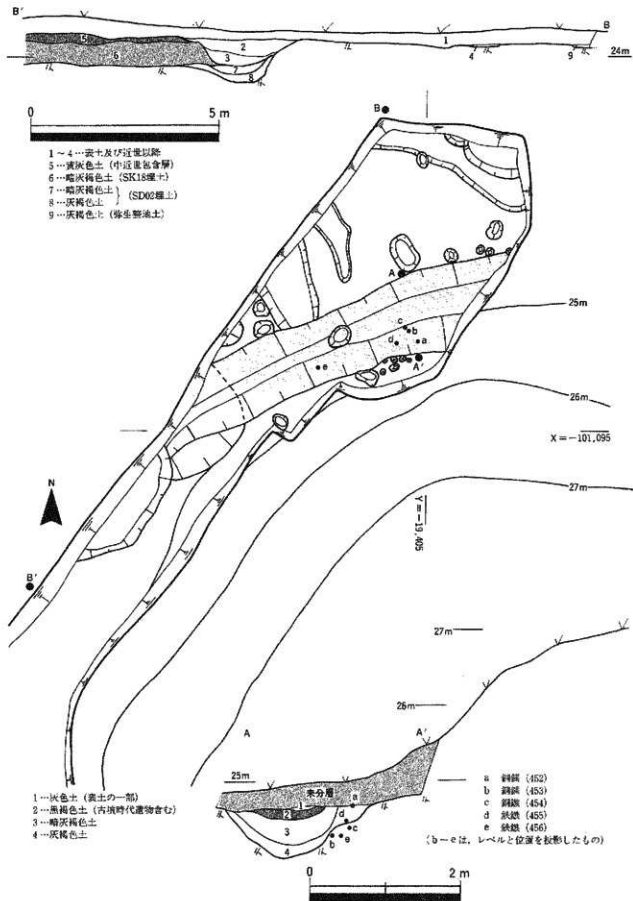 B′
B
5
6
2
3
7
8
1
4
9
24m
0
5 m
1～4…表土及び近世以降
5…黄灰褐色土（中近世包含層）
6…暗灰褐色土（SK18埋土）
7…暗灰褐色土
8…灰褐色土
（SD02埋土）
9…灰褐色土（弥生整地土）
B
A
c
b
d
a
e
A′
25m
26m
X＝－101,095
27m
Y＝－19,405
N
B′
27m
26m
A
A′
25m
未分層
1…灰色土（表土の一部）
2…黒褐色土（古墳時代遺物含む）
3…暗灰褐色土
4…灰褐色土
1
2
3
4
a
d
c
b
e
a 銅鏃（452）
b 銅鏃（453）
c 銅鏃（454）
d 鉄鏃（455）
e 鉄鏃（456）
（b～eは，レベルと位置を投影したもの）
0
2 m